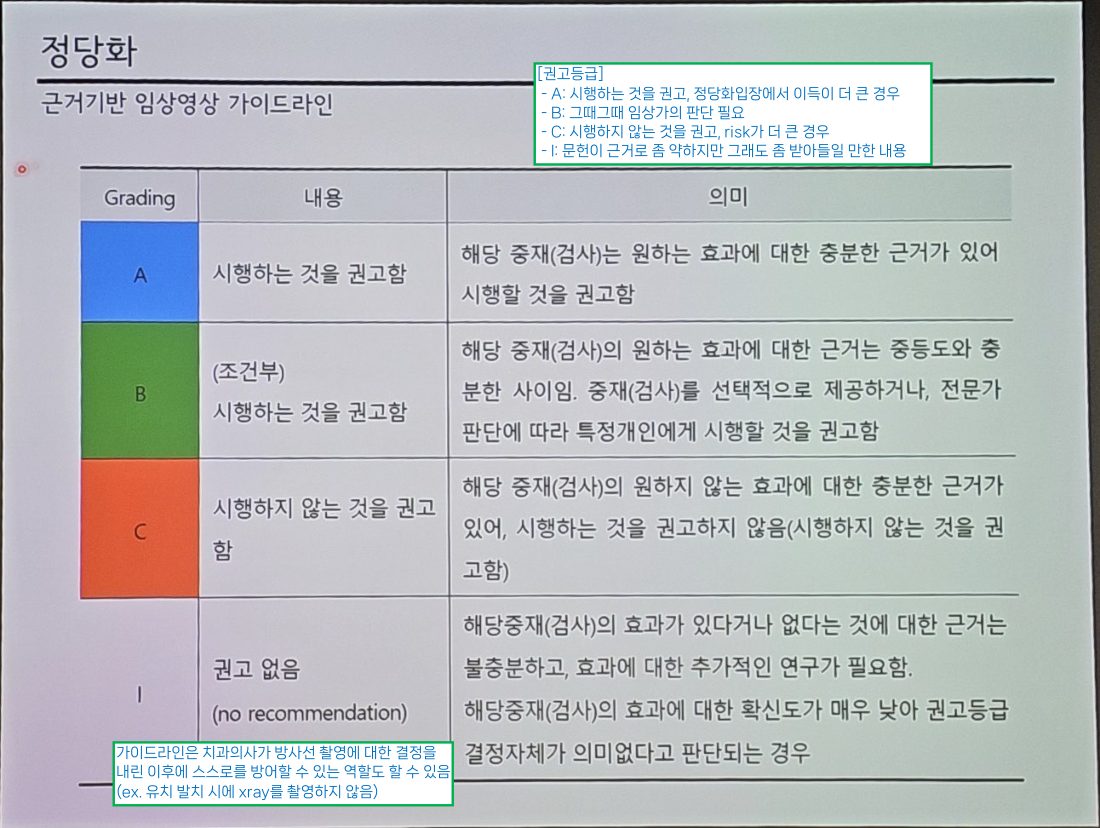 정당화
근거기반 임상영상 가이드라인
[권고등급]
- A: 시행하는 것을 권고, 정당화입장에서 이득이 더 큰 경우
- B: 그때그때 임상가의 판단 필요
- C: 시행하지 않는 것을 권고, risk가 더 큰 경우
- I: 문헌이 근거로 좀 약하지만 그래도 좀 받아들일 만한 내용
Grading 내용 의미
A
시행하는 것을 권고함
해당 중재(검사)는 원하는 효과에 대한 충분한 근거가 있어
시행할 것을 권고함
B
(조건부)
시행하는 것을 권고함
해당 중재(검사)의 원하는 효과에 대한 근거는 중등도와 충
분한 사이임. 중재(검사)를 선택적으로 제공하거나, 전문가
판단에 따라 특정개인에게 시행할 것을 권고함
C
시행하지 않는 것을 권고
함
해당 중재(검사)의 원하지 않는 효과에 대한 충분한 근거가
있어, 시행하는 것을 권고하지 않음(시행하지 않는 것을 권
고함)
I
권고 없음
(no recommendation)
해당중재(검사)의 효과가 있다거나 없다는 것에 대한 근거는
불충분하고, 효과에 대한 추가적인 연구가 필요함.
해당중재(검사)의 효과에 대한 확신도가 매우 낮아 권고등급
결정자체가 의미없다고 판단되는 경우
가이드라인은 치과의사가 방사선 촬영에 대한 결정을
내린 이후에 스스로를 방어할 수 있는 역할도 할 수 있음
(ex. 유치 발치 시에 xray를 촬영하지 않음)